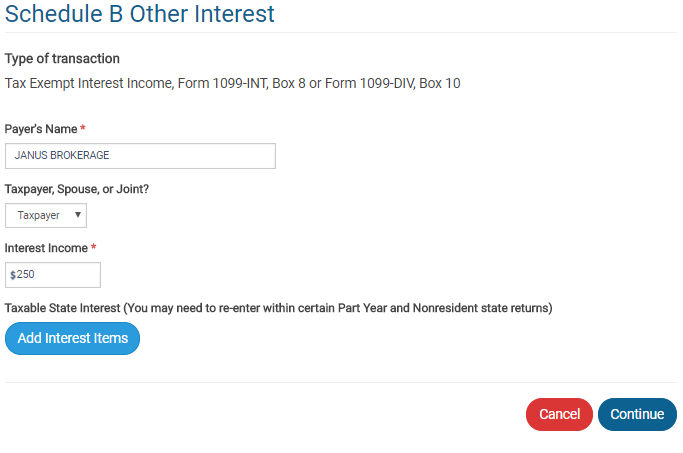 Schedule B Other Interest
Type of transaction
Tax Exempt Interest Income, Form 1099-INT, Box 8 or Form 1099-DIV, Box 10
Payer's Name *
JANUS BROKERAGE
Taxpayer, Spouse, or Joint?
Taxpayer
Interest Income *
$250
Taxable State Interest (You may need to re-enter within certain Part Year and Nonresident state returns)
Add Interest Items
Cancel Continue